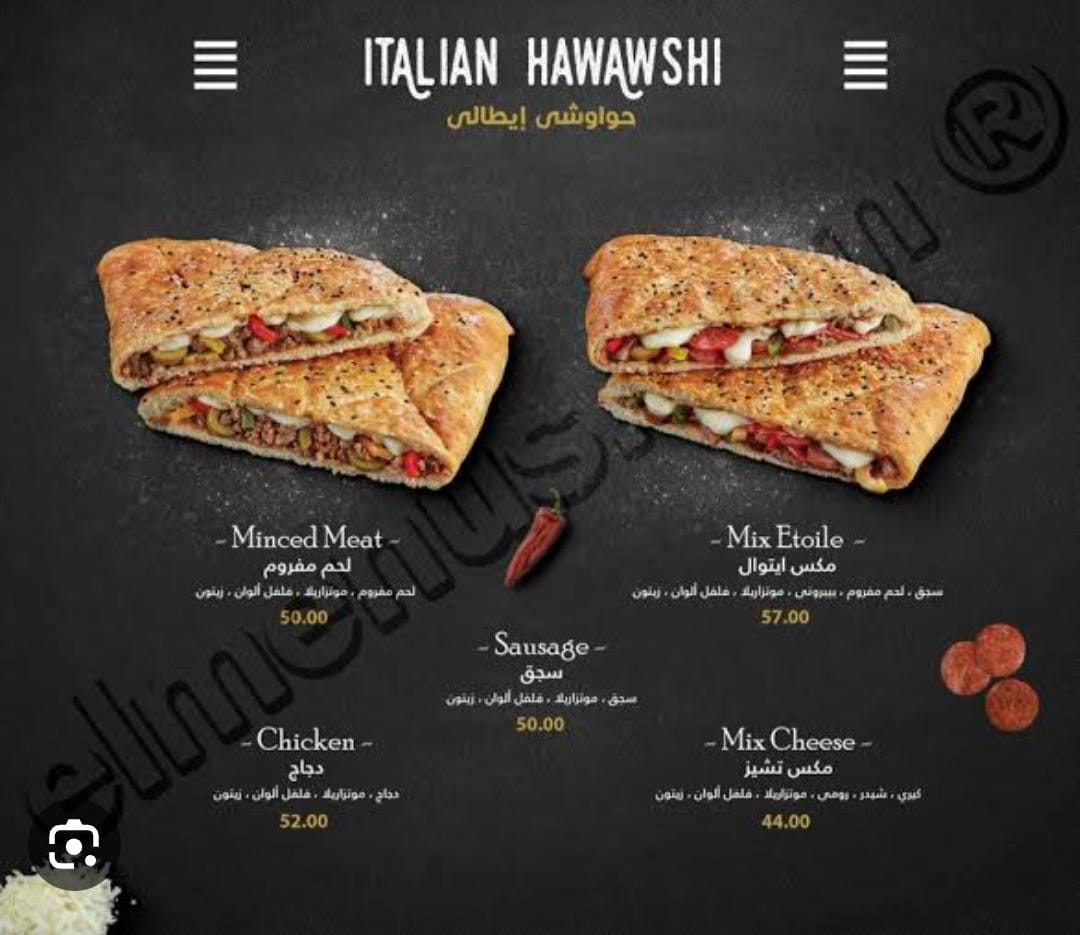 ITALIAN HAWAWSHI
حواوشى إيطالى
- Minced Meat -
لحم مفروم
لحم مفروم ، موتزاريلا ، فلفل ألوان ، زيتون
50.00
- Mix Etoile -
مكس ايتوال
سجق ، لحم مفروم ، بيبرونى ، موتزاريلا ، فلفل ألوان ، زيتون
57.00
- Sausage -
سجق
سجق ، موتزاريلا ، فلفل ألوان ، زيتون
50.00
- Chicken -
دجاج
دجاج ، موتزاريلا ، فلفل ألوان ، زيتون
52.00
- Mix Cheese -
مكس تشيز
كيري ، شيدر ، رومى ، موتزاريلا ، فلفل ألوان ، زيتون
44.00